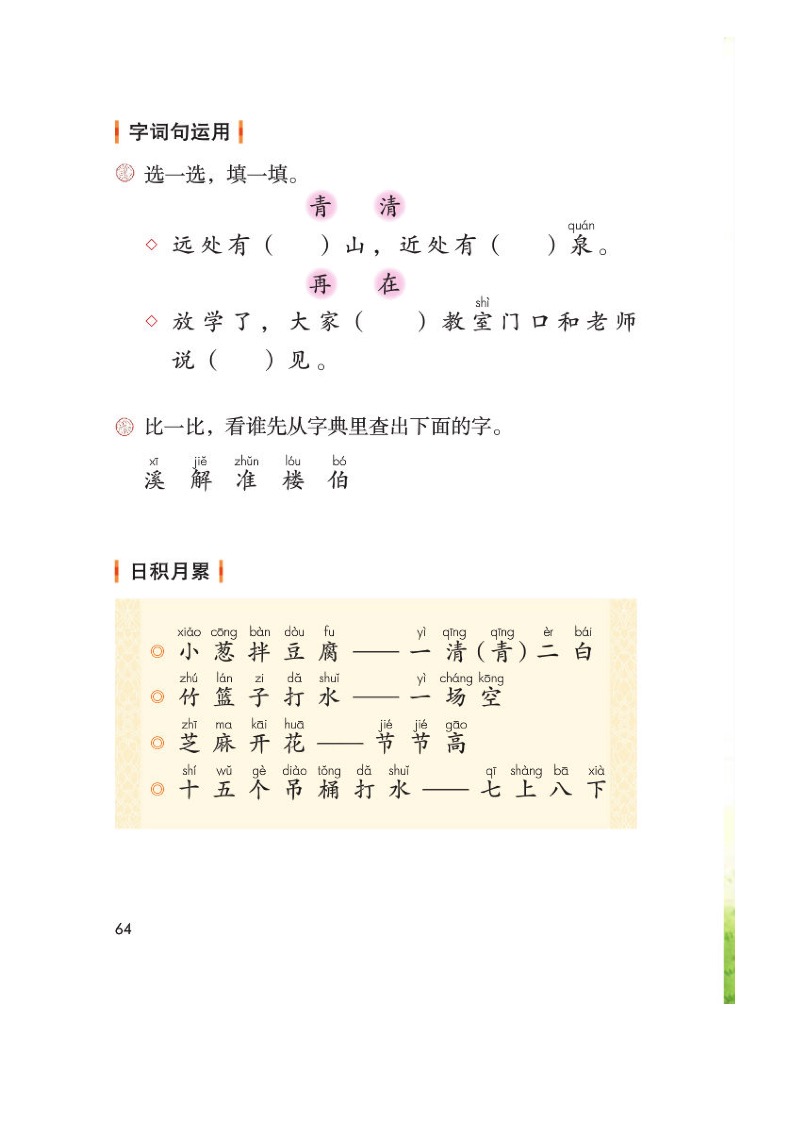 字词句运用
选一选，填一填。
青 清
quán
远处有（ ）山，近处有（ ）泉。
再 在
shì
放学了，大家（ ）教室门口和老师
说（ ）见。
比一比，看谁先从字典里查出下面的字。
xī jiě zhǔn lóu bó
溪 解 准 楼 伯
日积月累
xiǎo cōng bàn dòu fu yì qīng qīng èr bái
小葱拌豆腐——一清（青）二白
zhú lán zi dǎ shuǐ yì cháng kōng
竹篮子打水——一场空
zhī ma kāi huā jié jié gāo
芝麻开花——节节高
shí wǔ gè diào tǒng dǎ shuǐ qī shàng bā xià
十五个吊桶打水——七上八下
64